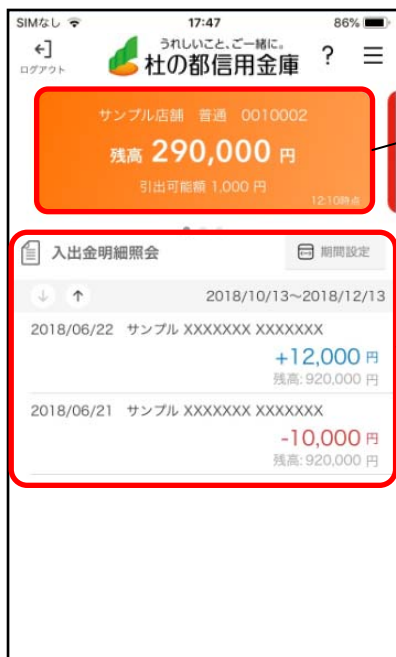 SIMなし 17:47 86%
ログアウト
うれしいこと、ご一緒に。
杜の都信用金庫 ?
サンプル店舗 普通 0010002
残高 290,000 円
引出可能額 1,000 円
12:10時点
入出金明細照会 期間設定
↓ ↑ 2018/10/13~2018/12/13
2018/06/22 サンプル XXXXXXX XXXXXXX
+12,000 円
残高:920,000 円
2018/06/21 サンプル XXXXXXX XXXXXXX
-10,000 円
残高:920,000 円